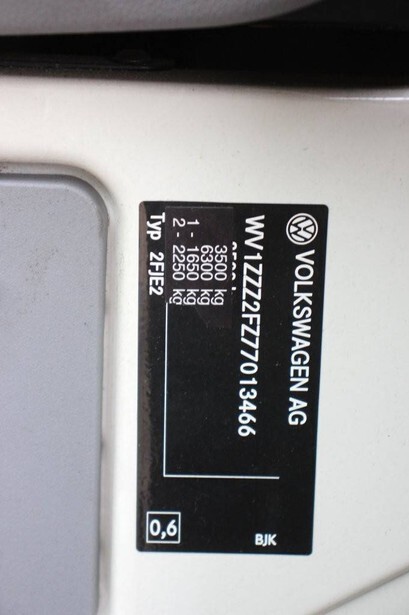 VOLKSWAGEN AG
WV1ZZZ2FZ77013466
3500 kg
6300 kg
1 - 1650 kg
2 - 2250 kg
Typ 2FJE2
0,6
BJK